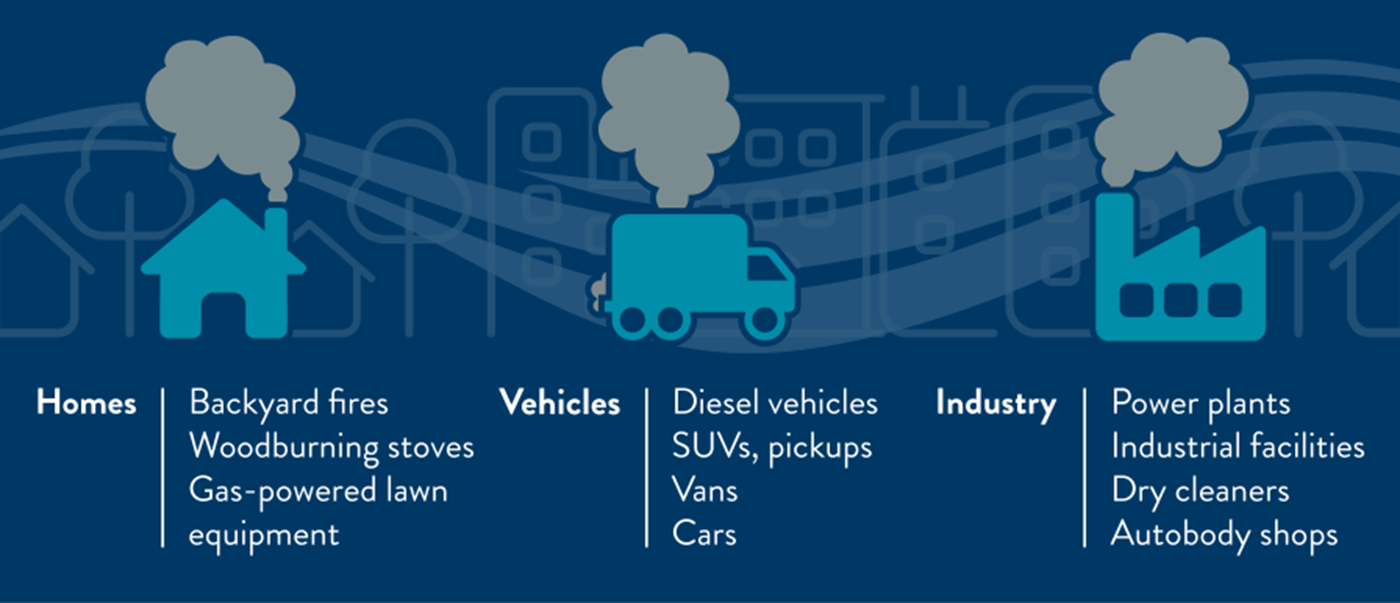 Homes
Backyard fires
Woodburning stoves
Gas-powered lawn
equipment
Vehicles
Diesel vehicles
SUVs, pickups
Vans
Cars
Industry
Power plants
Industrial facilities
Dry cleaners
Autobody shops